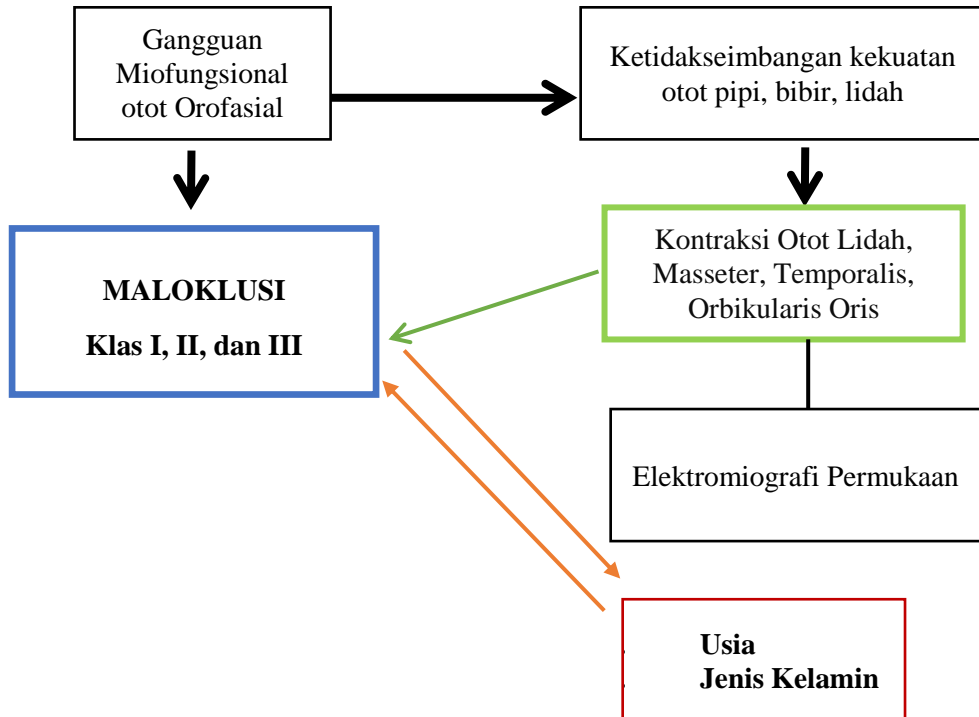 Gangguan
Miofungsional
otot Orofasial
Ketidakseimbangan kekuatan
otot pipi, bibir, lidah
MALOKLUSI
Klas I, II, dan III
Kontraksi Otot Lidah,
Masseter, Temporalis,
Orbikularis Oris
Elektromiografi Permukaan
Usia
Jenis Kelamin